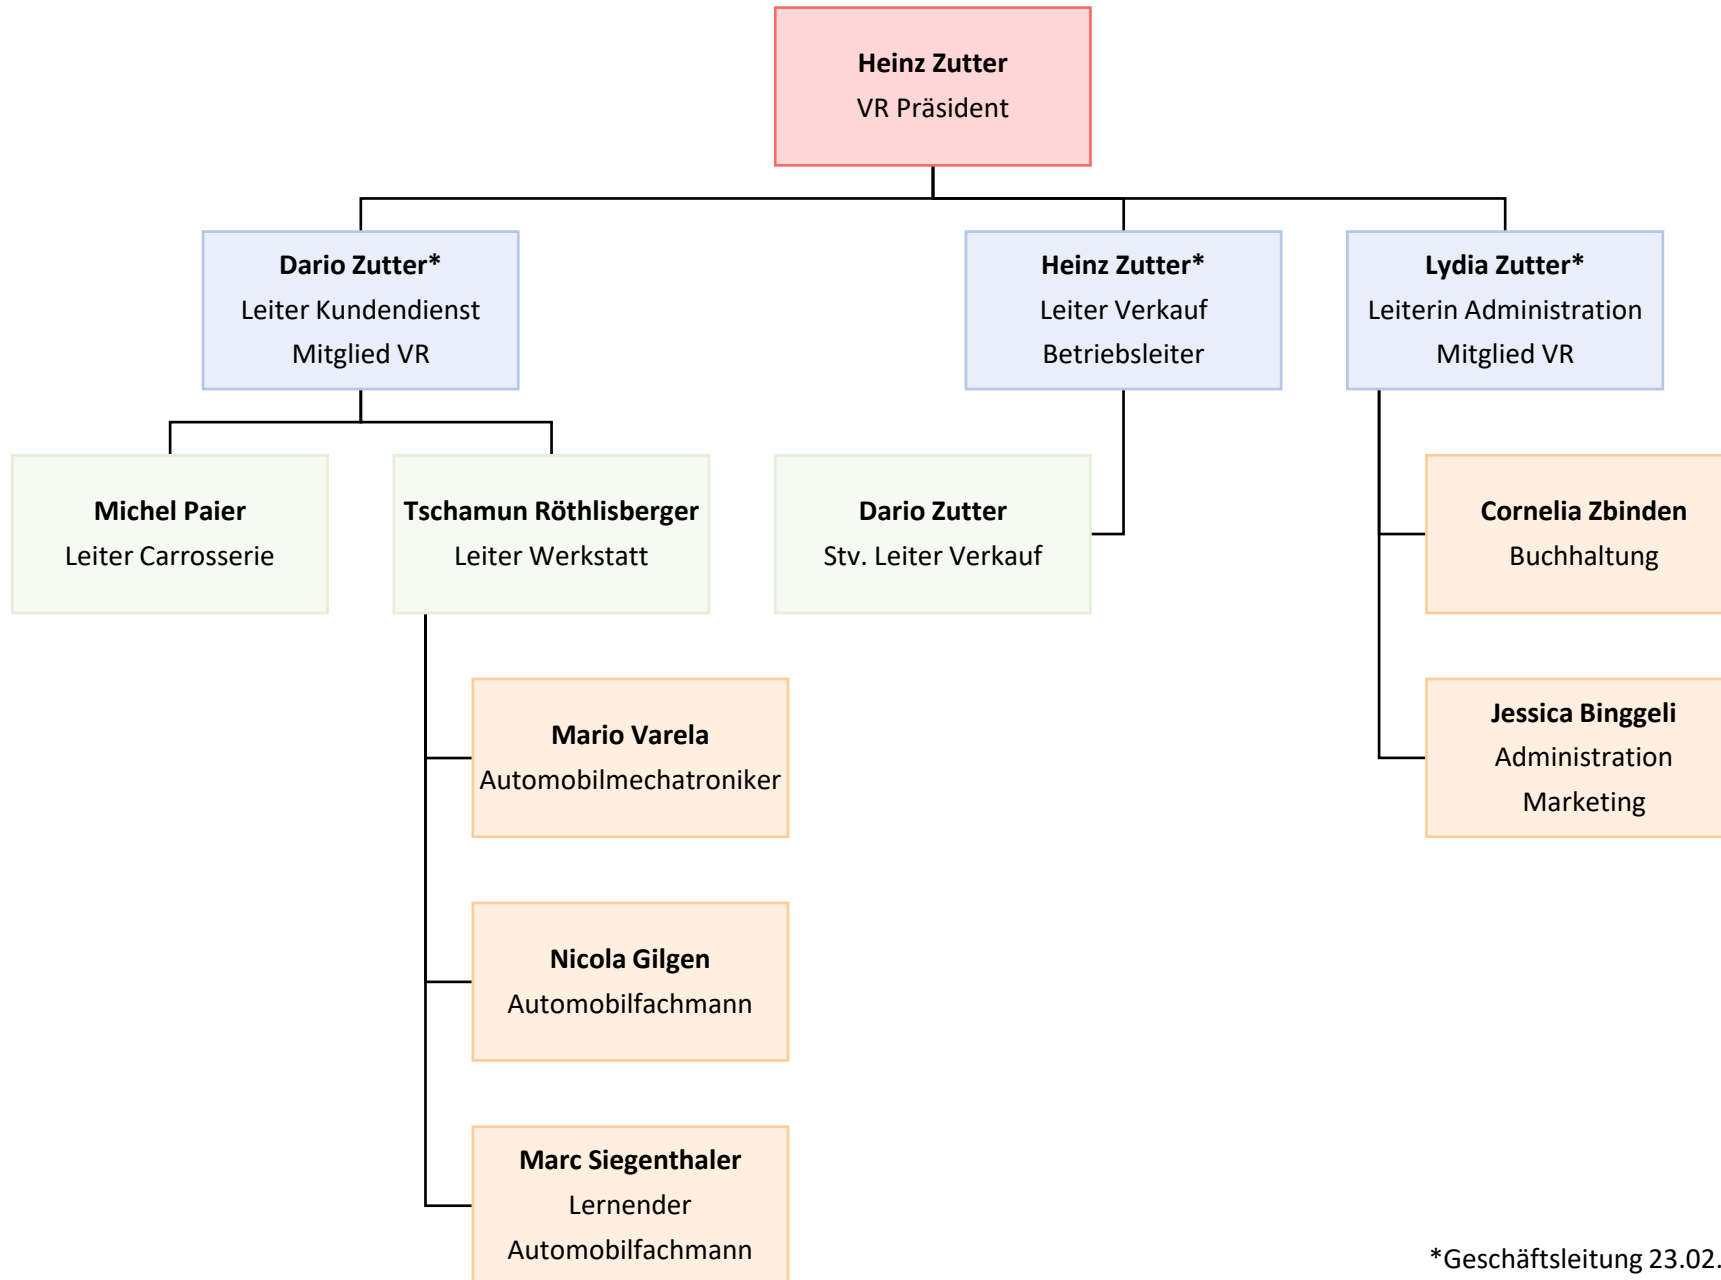 Heinz Zutter
VR Präsident
Dario Zutter*
Leiter Kundendienst
Mitglied VR
Heinz Zutter*
Leiter Verkauf
Betriebsleiter
Lydia Zutter*
Leiterin Administration
Mitglied VR
Michel Paier
Leiter Carrosserie
Tschamun Röthlisberger
Leiter Werkstatt
Dario Zutter
Stv. Leiter Verkauf
Cornelia Zbinden
Buchhaltung
Mario Varela
Automobilmechatroniker
Jessica Binggeli
Administration
Marketing
Nicola Gilgen
Automobilfachmann
Marc Siegenthaler
Lernender
Automobilfachmann
*Geschäftsleitung 23.02.